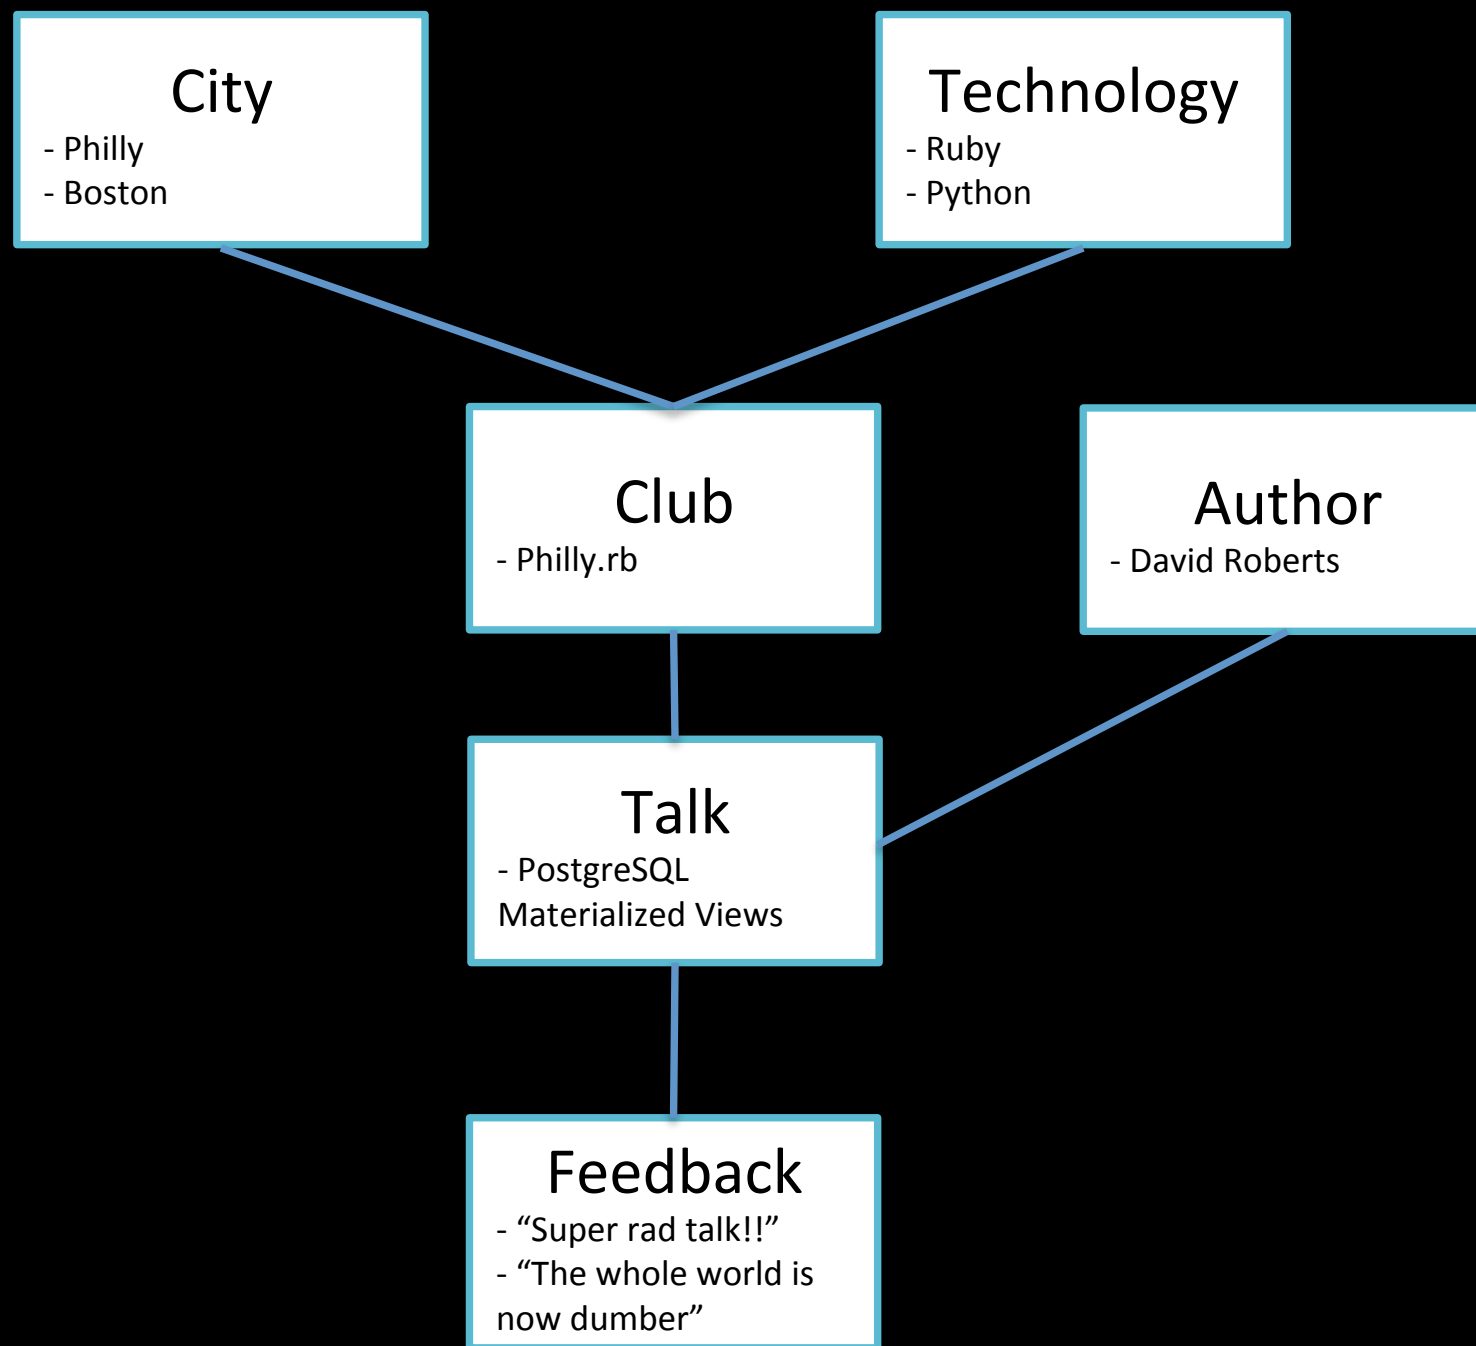 City
- Philly
- Boston
Technology
- Ruby
- Python
Club
- Philly.rb
Author
- David Roberts
Talk
- PostgreSQL
Materialized Views
Feedback
- “Super rad talk!!”
- “The whole world is
now dumber”